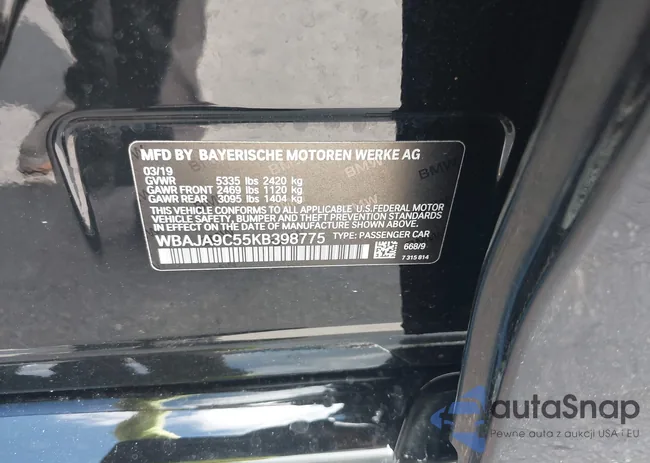 MFD BY BAYERISCHE MOTOREN WERKE AG
03/19
GVWR 5335 lbs 2420 kg
GAWR FRONT 2469 lbs 1120 kg
GAWR REAR 3095 lbs 1404 kg
THIS VEHICLE CONFORMS TO ALL APPLICABLE U.S.FEDERAL MOTOR
VEHICLE SAFETY, BUMPER AND THEFT PREVENTION STANDARDS
IN EFFECT ON THE DATE OF MANUFACTURE SHOWN ABOVE.
WBAJA9C55KB398775 TYPE: PASSENGER CAR
668/9
7 315 614
BMW
BMW
autaSnap
Pewne auta z aukcji USA i EU